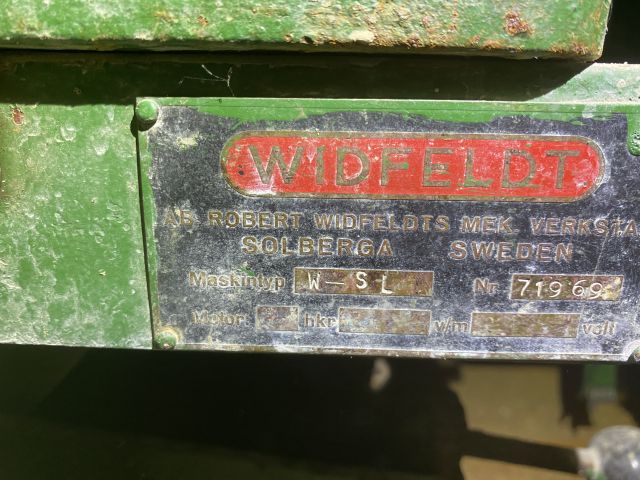 WIDFELDT
AB. ROBERT WIDFELDTS MEK. VERKSTA
SOLBERGA SWEDEN
Maskintyp W-SL Nr 71969
Motor hkr v/m volt